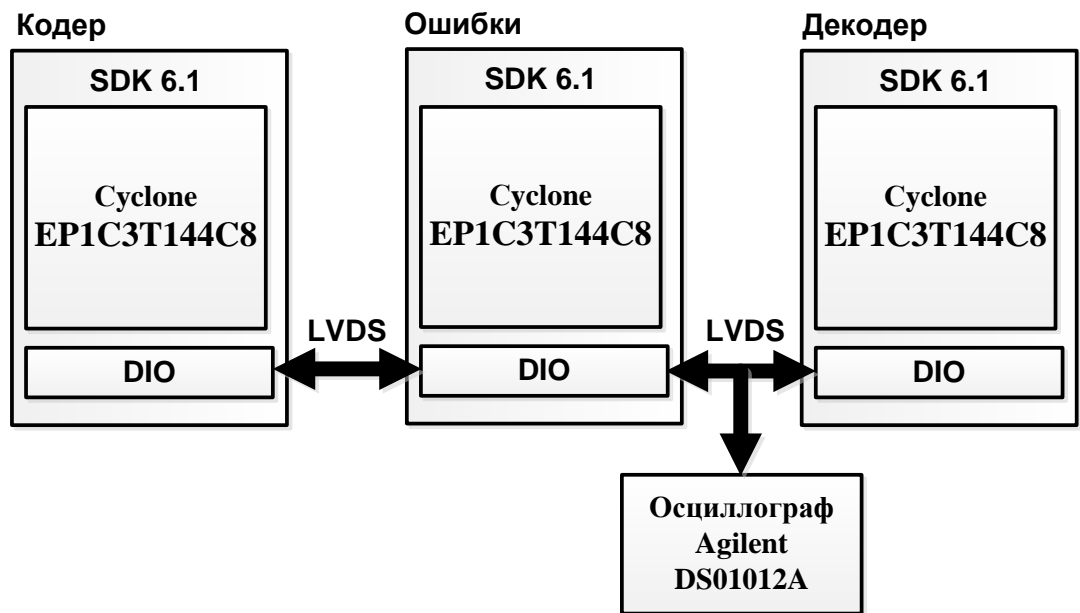 Кодер
Ошибки
Декодер
SDK 6.1
SDK 6.1
SDK 6.1
Cyclone
EP1C3T144C8
Cyclone
EP1C3T144C8
Cyclone
EP1C3T144C8
LVDS
LVDS
DIO
DIO
DIO
Осциллограф
Agilent
DS01012A